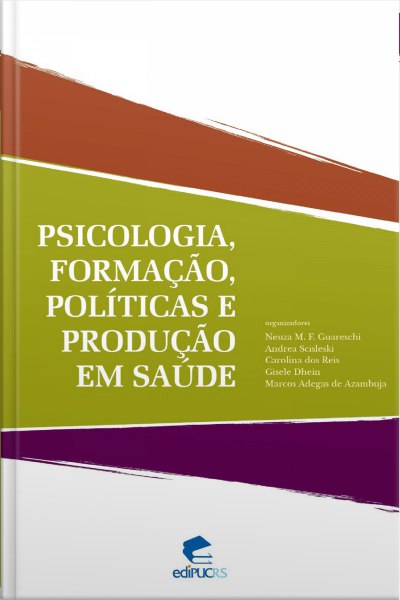 PSICOLOGIA,
FORMAÇÃO,
POLÍTICAS E
PRODUÇÃO
EM SAÚDE
organizadores
Neuza M. F. Guareschi
Andrea Scisleski
Carolina dos Reis
Gisele Dhein
Marcos Adegas de Azambuja
ediPUCRS